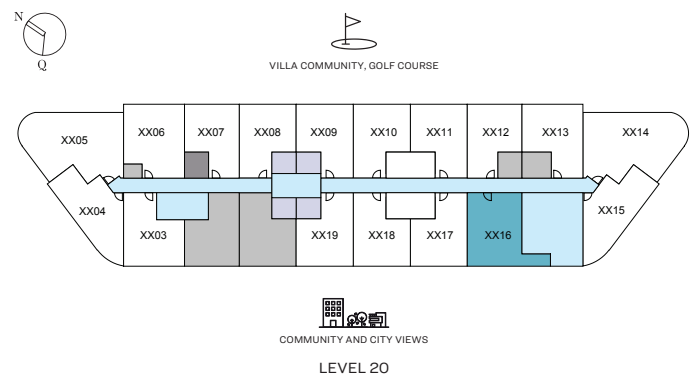 N
Q
VILLA COMMUNITY, GOLF COURSE
XX05
XX06
XX07
XX08
XX09
XX10
XX11
XX12
XX13
XX14
XX04
XX03
XX19
XX18
XX17
XX16
XX15
COMMUNITY AND CITY VIEWS
LEVEL 20